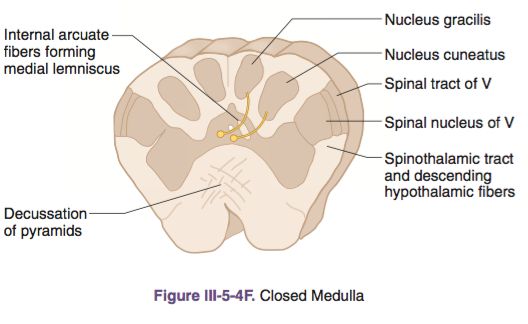 Internal arcuate
fibers forming
medial lemniscus
Decussation
of pyramids
Nucleus gracilis
Nucleus cuneatus
Spinal tract of V
Spinal nucleus of V
Spinothalamic tract
and descending
hypothalamic fibers
Figure III-5-4F. Closed Medulla